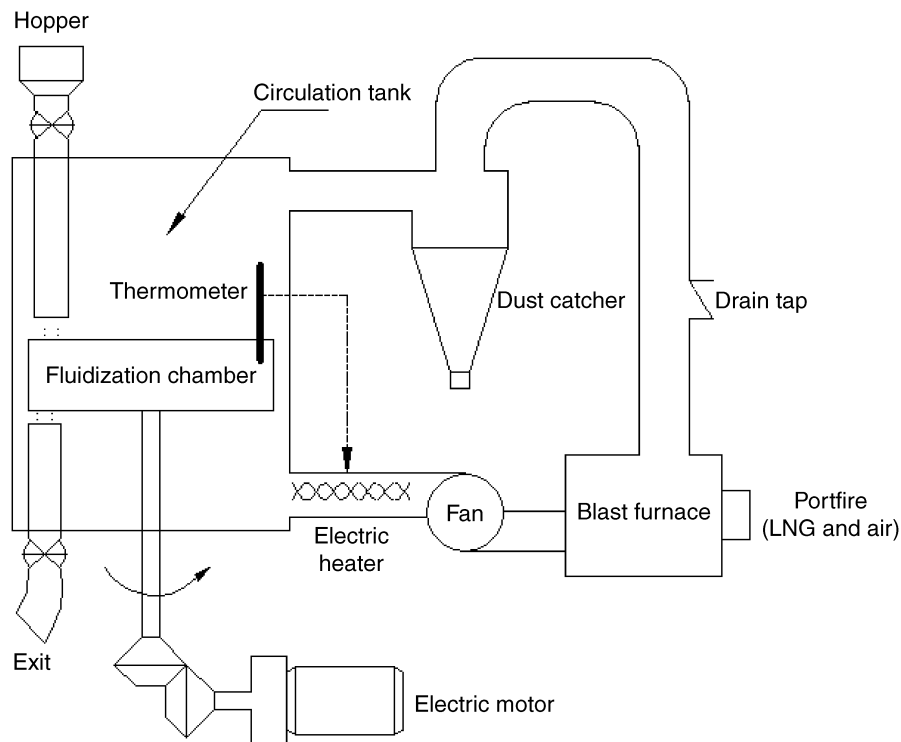 Hopper
Circulation tank
Thermometer
Dust catcher
Drain tap
Fluidization chamber
Fan
Blast furnace
Portfire
(LNG and air)
Electric
heater
Exit
Electric motor